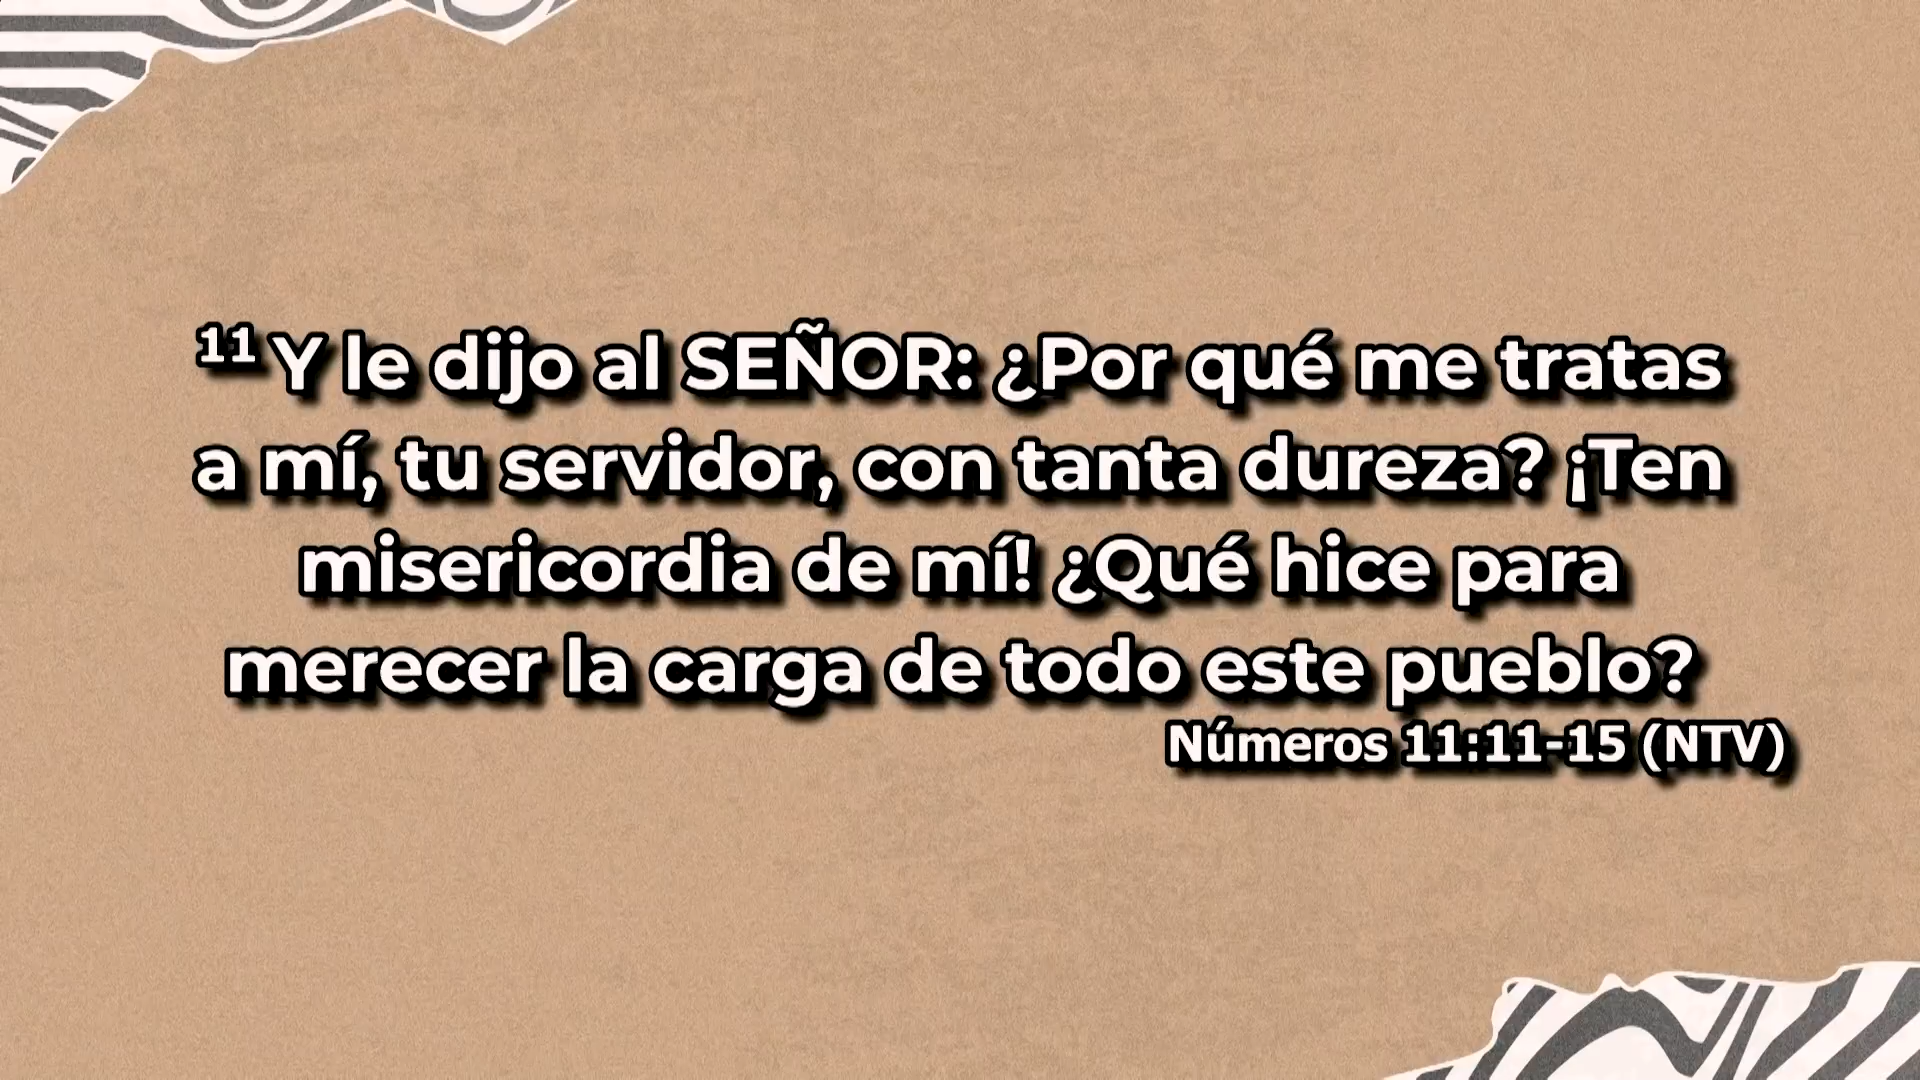 11 Y le dijo al SEÑOR: ¿Por qué me tratas
a mí, tu servidor, con tanta dureza? ¡Ten
misericordia de mí! ¿Qué hice para
merecer la carga de todo este pueblo?
Números 11:11-15 (NTV)